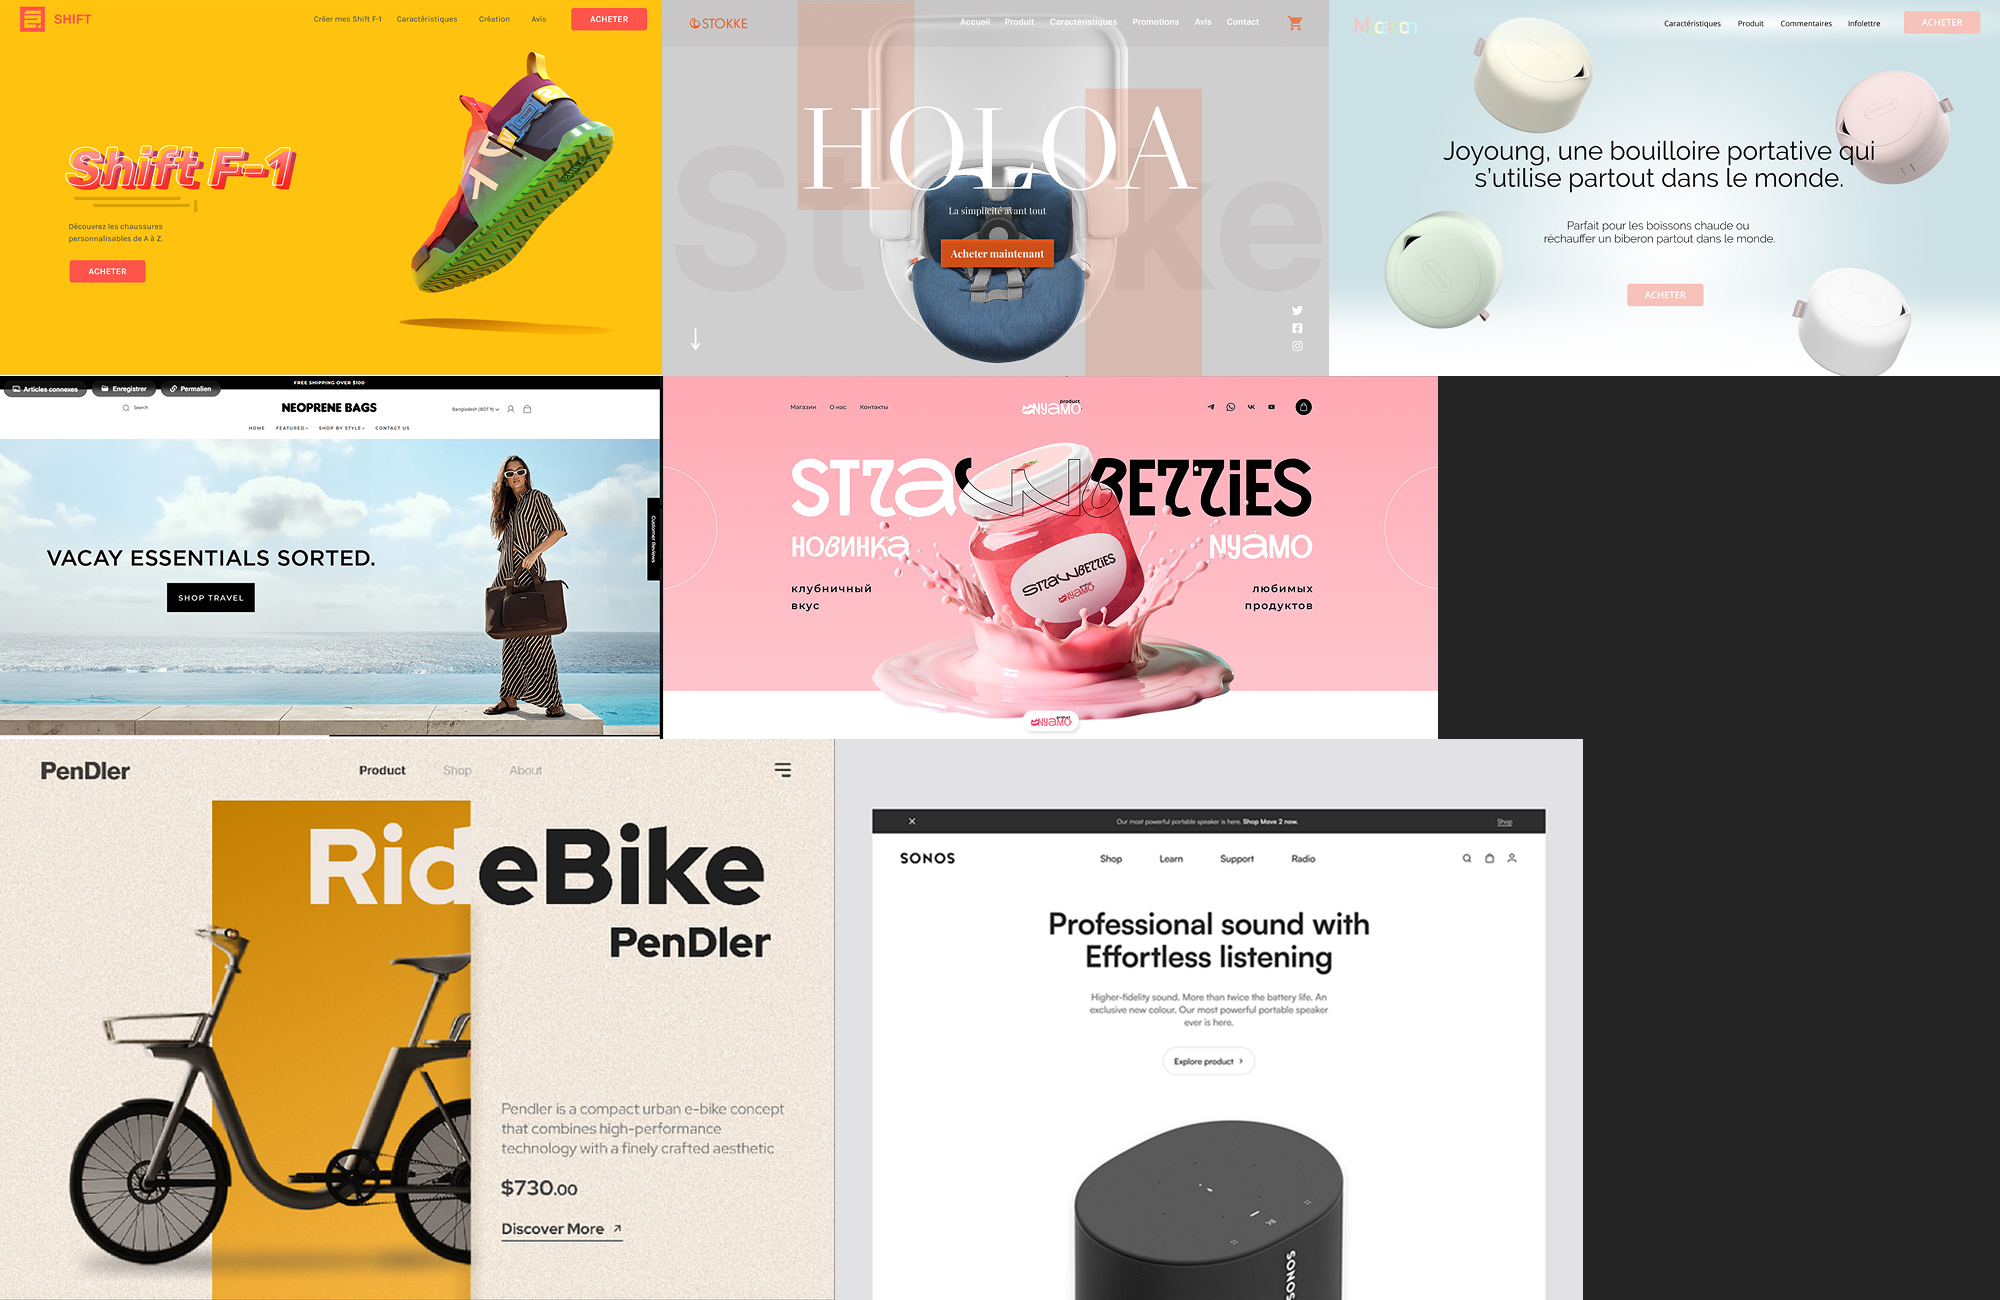 SHIFT
Créer mes Shift F-1
Caractéristiques
Création
Avis
ACHETER
Shift F-1
Découvrez les chaussures
personnalisables de A à Z.
ACHETER
STOKKE
Accueil
Produit
Caractéristiques
Promotions
Avis
Contact
Stokke
HOLOA
La simplicité avant tout
Acheter maintenant
Caractéristiques
Produit
Commentaires
Infolettre
ACHETER
Joyoung, une bouilloire portative qui
s'utilise partout dans le monde.
Parfait pour les boissons chaude ou
réchauffer un biberon partout dans le monde.
ACHETER
Articles connexes
Enregistrer
Permalien
FREE SHIPPING OVER $100
Search
NEOPRENE BAGS
Bangladesh (BDT ৳)
HOME
FEATURED
SHOP BY STYLE
CONTACT US
VACAY ESSENTIALS SORTED.
SHOP TRAVEL
Customer Reviews
Магазин
О нас
Контакты
product
NYAMO
STRAWBERRIES
НОВИНКА
NYAMO
клубничный
вкус
любимых
продуктов
STRAWBERRIES
NYAMO
product
NYAMO
PenDler
Product
Shop
About
RideBike
PenDler
Pendler is a compact urban e-bike concept
that combines high-performance
technology with a finely crafted aesthetic
$730.00
Discover More
Our most powerful portable speaker is here. Shop Move 2 now.
Shop
SONOS
Shop
Learn
Support
Radio
Professional sound with
Effortless listening
Higher-fidelity sound. More than twice the battery life. An
exclusive new colour. Our most powerful portable speaker
ever is here.
Explore product
SONOS